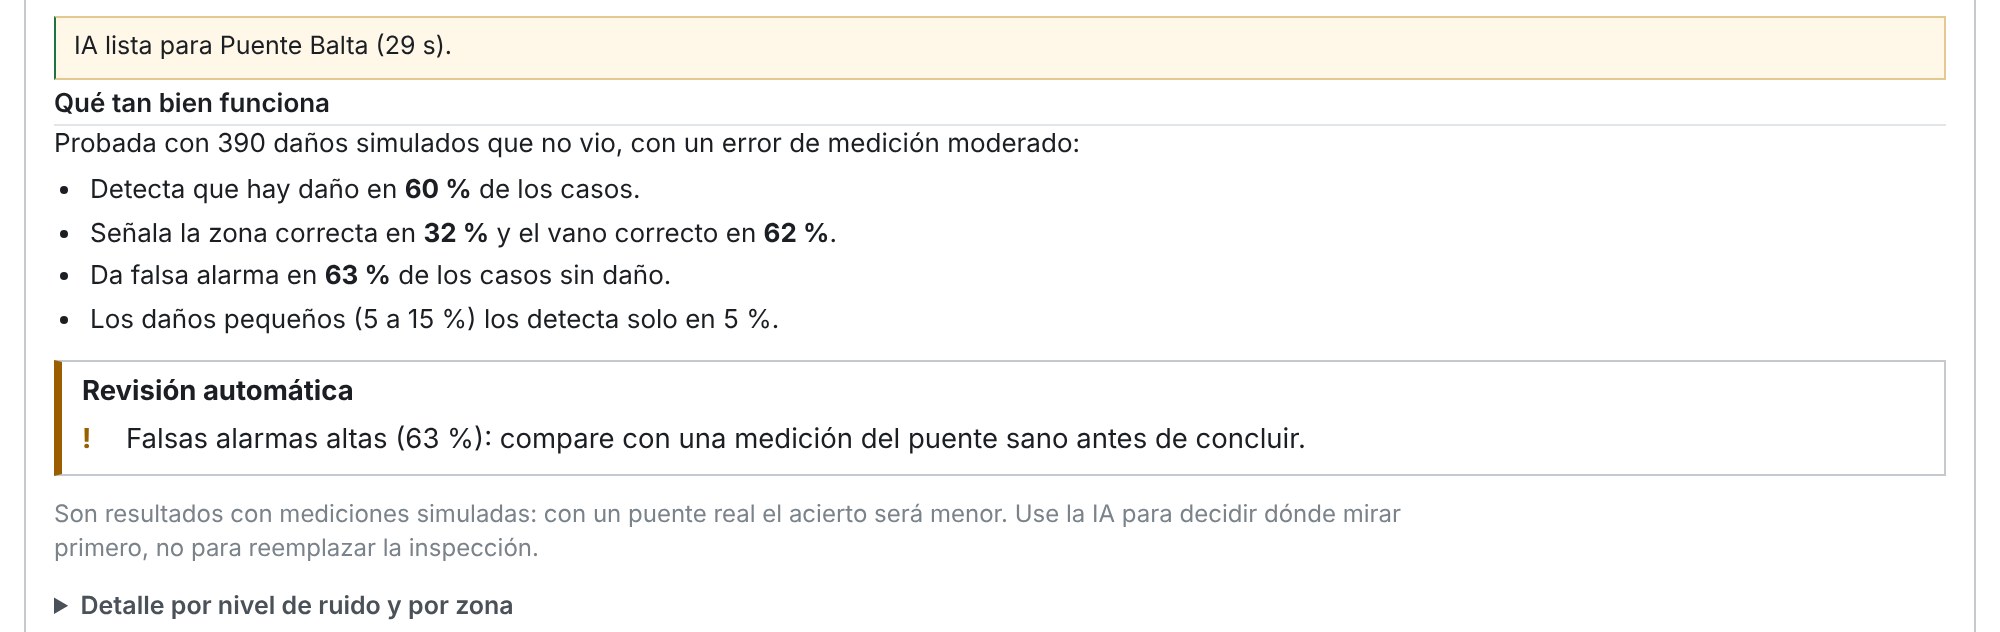 IA lista para Puente Balta (29 s).
Qué tan bien funciona
Probada con 390 daños simulados que no vio, con un error de medición moderado:
• Detecta que hay daño en 60 % de los casos.
• Señala la zona correcta en 32 % y el vano correcto en 62 %.
• Da falsa alarma en 63 % de los casos sin daño.
• Los daños pequeños (5 a 15 %) los detecta solo en 5 %.
Revisión automática
! Falsas alarmas altas (63 %): compare con una medición del puente sano antes de concluir.
Son resultados con mediciones simuladas: con un puente real el acierto será menor. Use la IA para decidir dónde mirar
primero, no para reemplazar la inspección.
▶ Detalle por nivel de ruido y por zona